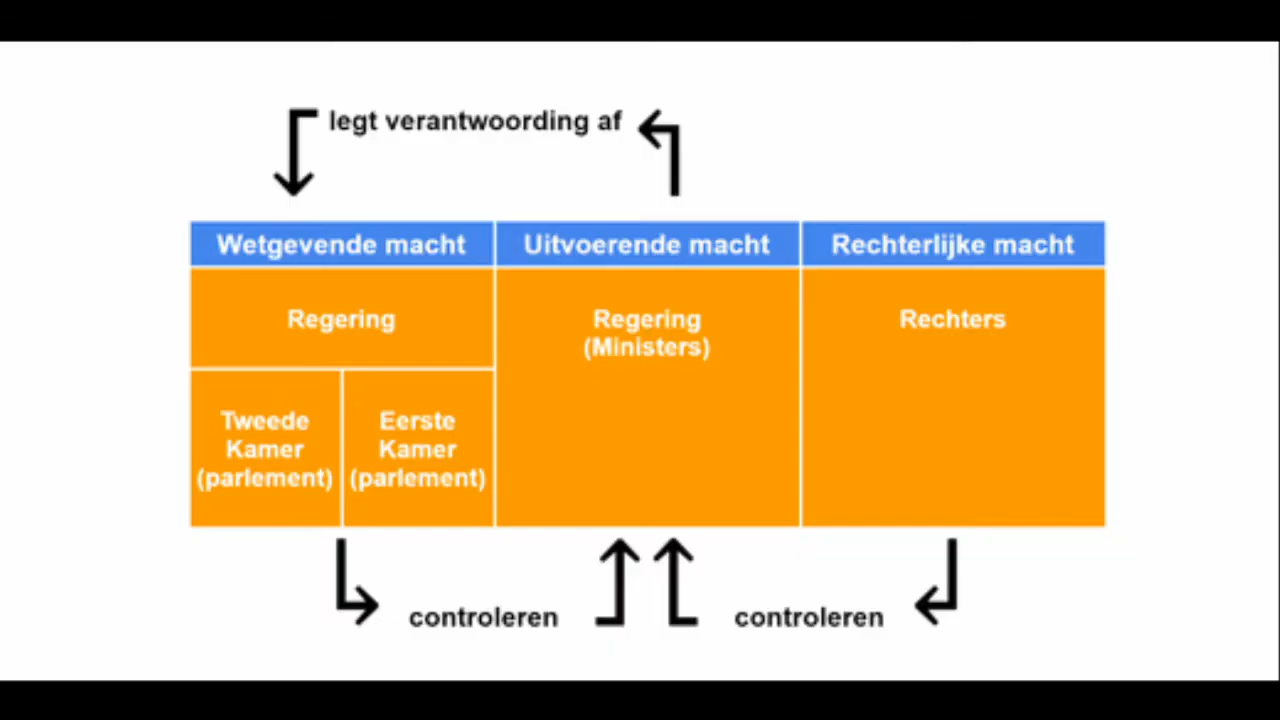 legt verantwoording af
Wetgevende macht
Uitvoerende macht
Rechterlijke macht
Regering
Regering
(Ministers)
Rechters
Tweede
Kamer
(parlement)
Eerste
Kamer
(parlement)
controleren
controleren